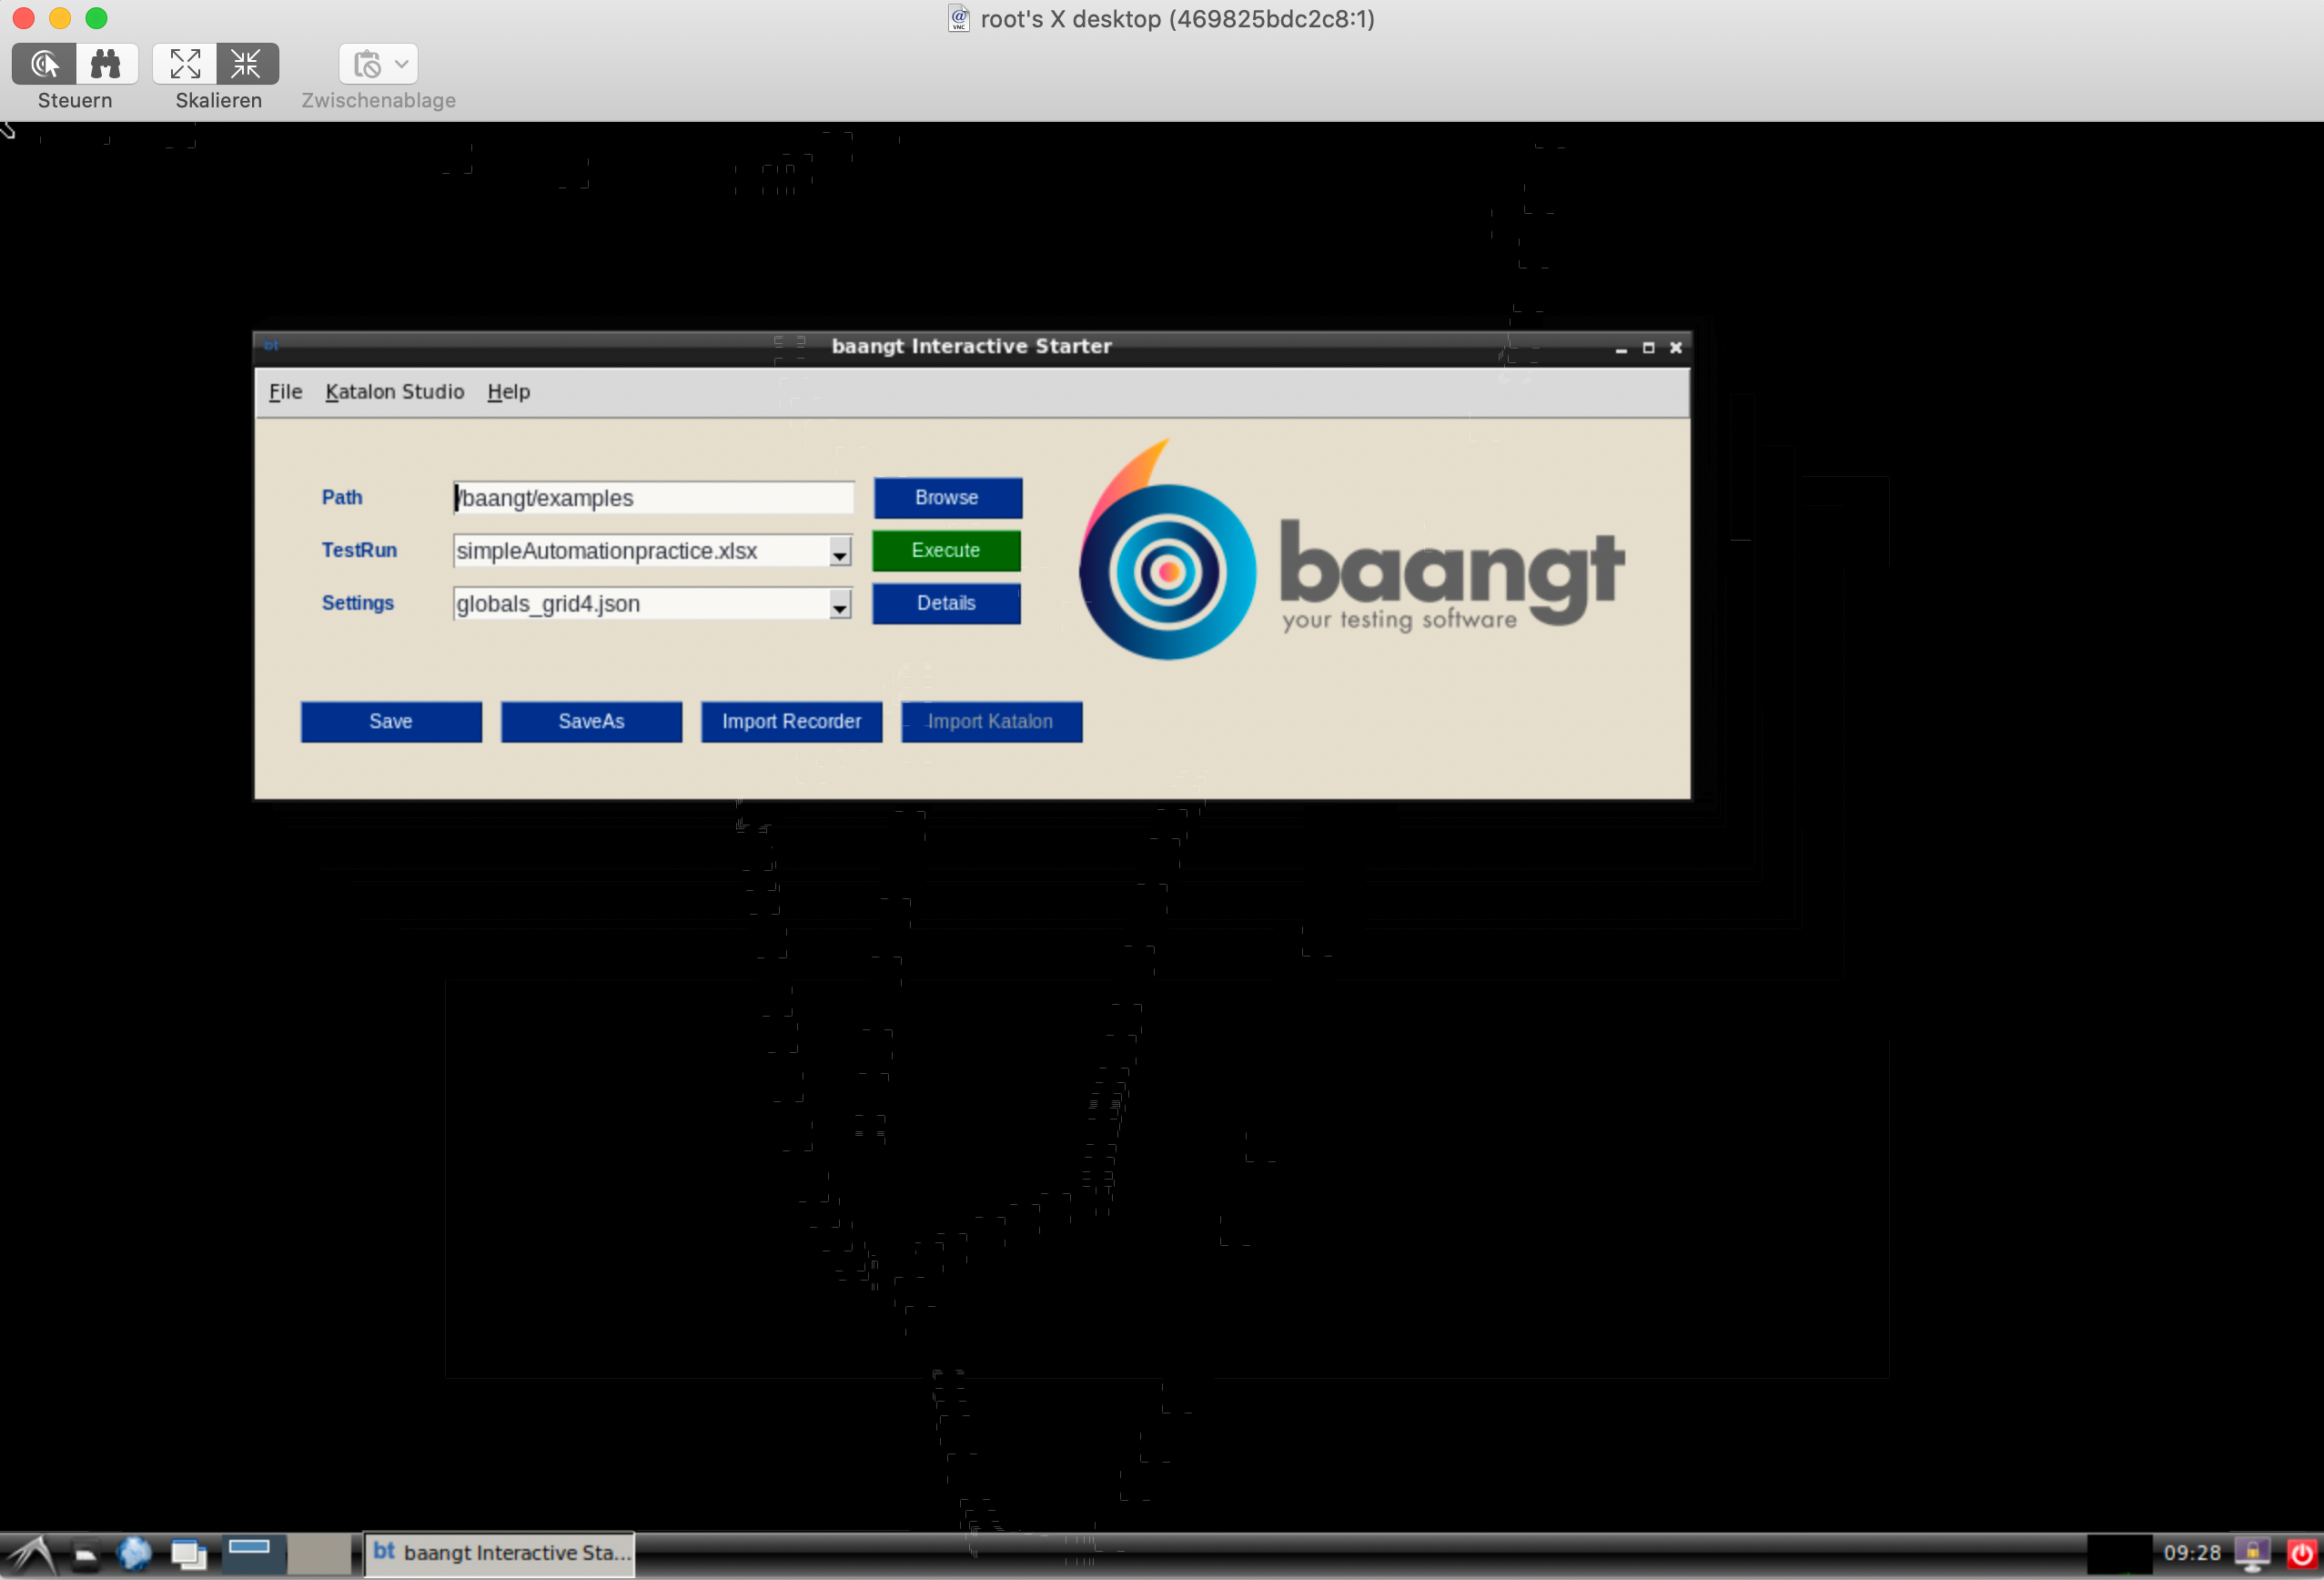 root's X desktop (469825bdc2c8:1)
Steuern Skalieren Zwischenablage
bt baangt Interactive Starter
File Katalon Studio Help
Path /baangt/examples Browse
TestRun simpleAutomationpractice.xlsx Execute
Settings globals_grid4.json Details
baangt
your testing software
Save SaveAs Import Recorder Import Katalon
bt baangt Interactive Sta... 09:28